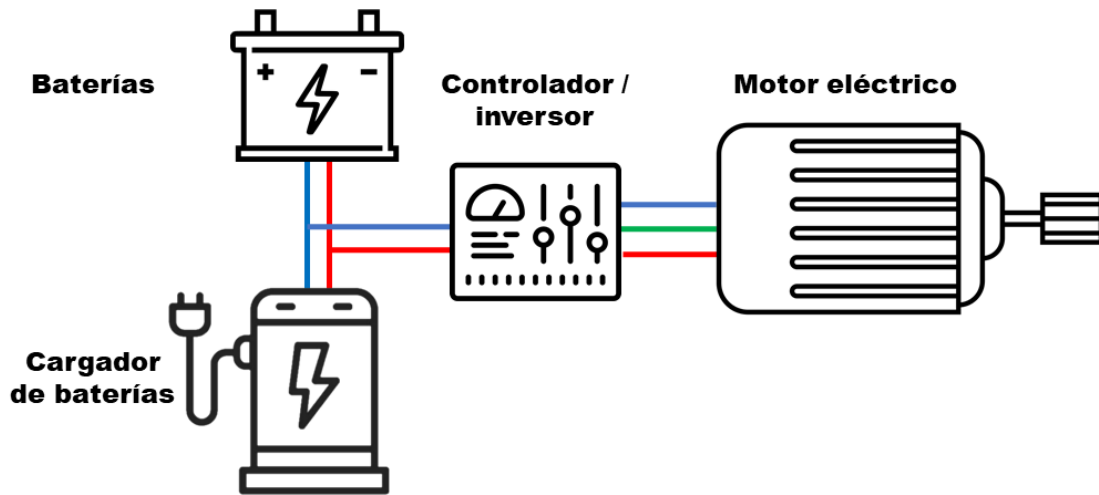 Baterías
Controlador /
inversor
Motor eléctrico
+ -
Cargador
de baterías